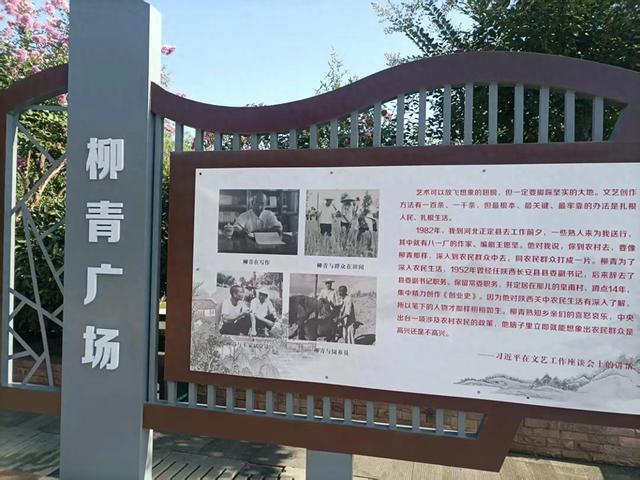 柳青广场
艺术可以放飞想象的翅膀，但一定要脚踩坚实的大地。文艺创作
方法有一百条、一千条，但最根本、最关键、最牢靠的办法是扎根
人民、扎根生活。
1982年，我到河北正定县去工作前夕，一些熟人来为我送行，
其中就有八一厂的作家、编剧王愿坚。他对我说，你到农村去，要像
柳青那样，深入到农民群众中去，同农民群众打成一片。柳青为了
深入农民生活，1952年曾经任陕西长安县县委副书记，后来辞去了
县委副书记职务、保留常委职务，并定居在那儿的皇甫村，蹲点14年，
集中精力创作《创业史》。因为他对陕西关中农民生活有深入了解，
所以笔下的人物才那样栩栩如生。柳青熟知乡亲们的喜怒哀乐，中央
出台一项涉及农村农民的政策，他脑子里立即就能想象出农民群众是
高兴还是不高兴。
——习近平在文艺工作座谈会上的讲话
柳青在写作
柳青与群众在田间
柳青与饲养员